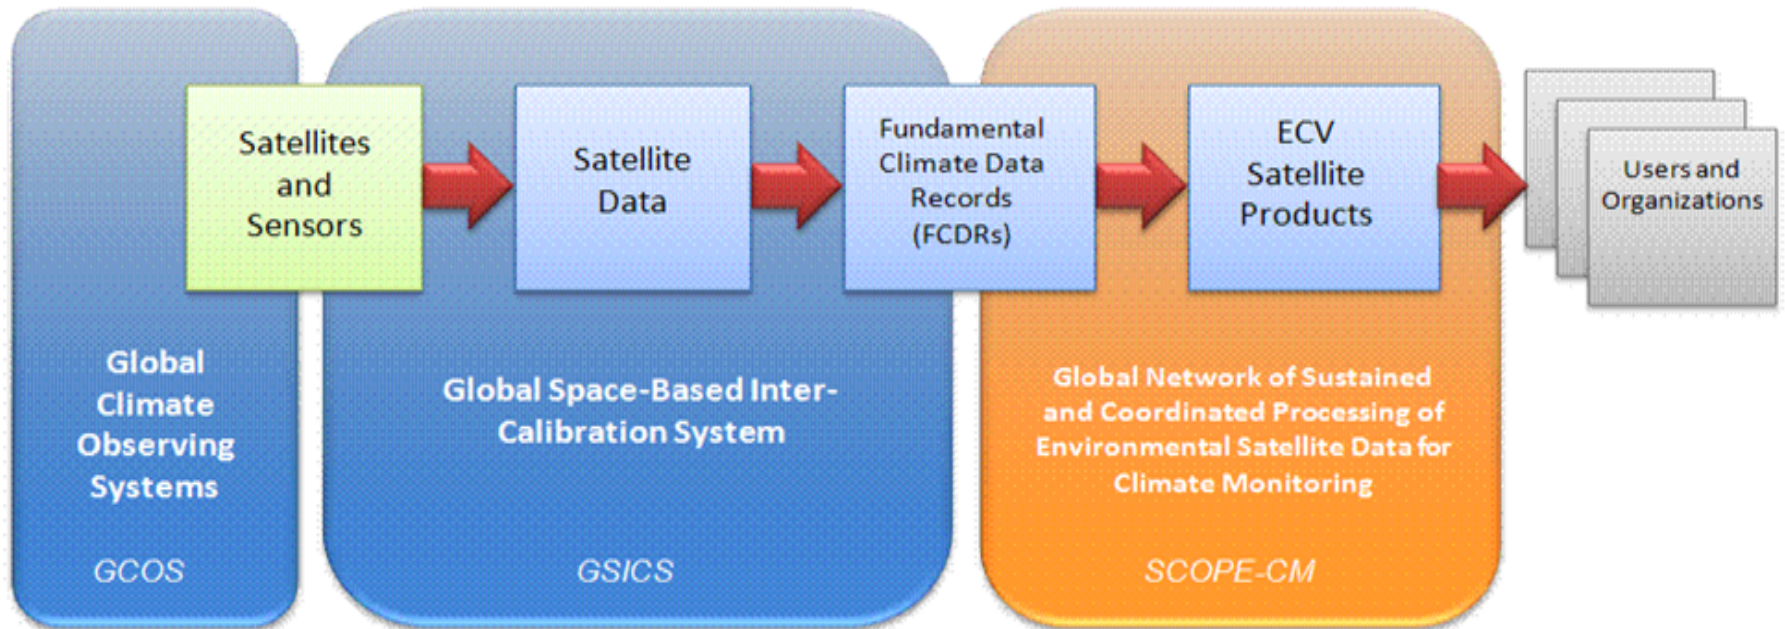 Satellites
and
Sensors
Satellite
Data
Fundamental
Climate Data
Records
(FCDRs)
ECV
Satellite
Products
Users and
Organizations
Global
Climate
Observing
Systems
GCOS
Global Space-Based Inter-
Calibration System
GSICS
Global Network of Sustained
and Coordinated Processing of
Environmental Satellite Data for
Climate Monitoring
SCOPE-CM